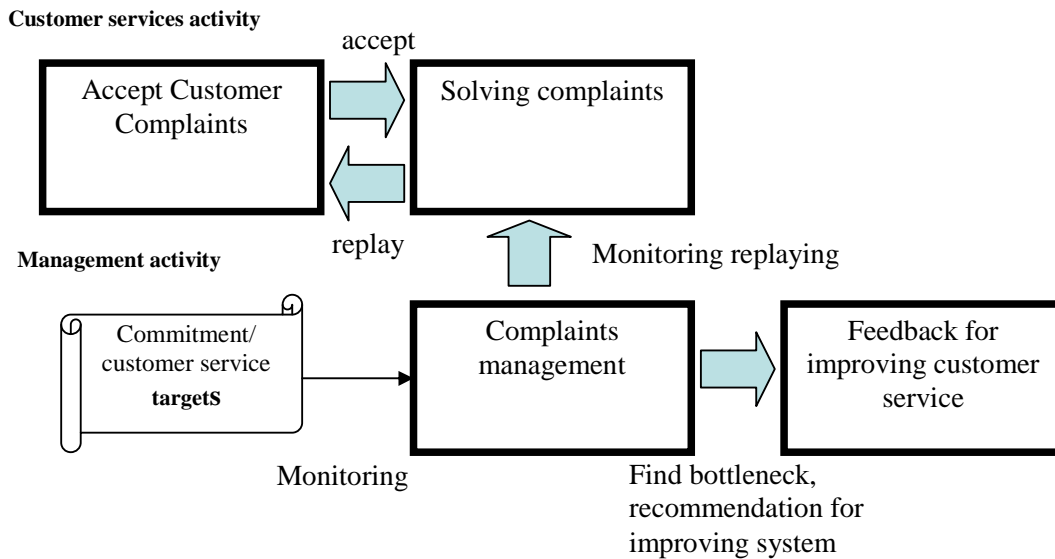 Customer services activity
accept
Accept Customer
Complaints
Solving complaints
replay
Monitoring replaying
Management activity
Commitment/
customer service
targets
Complaints
management
Feedback for
improving customer
service
Monitoring
Find bottleneck,
recommendation for
improving system